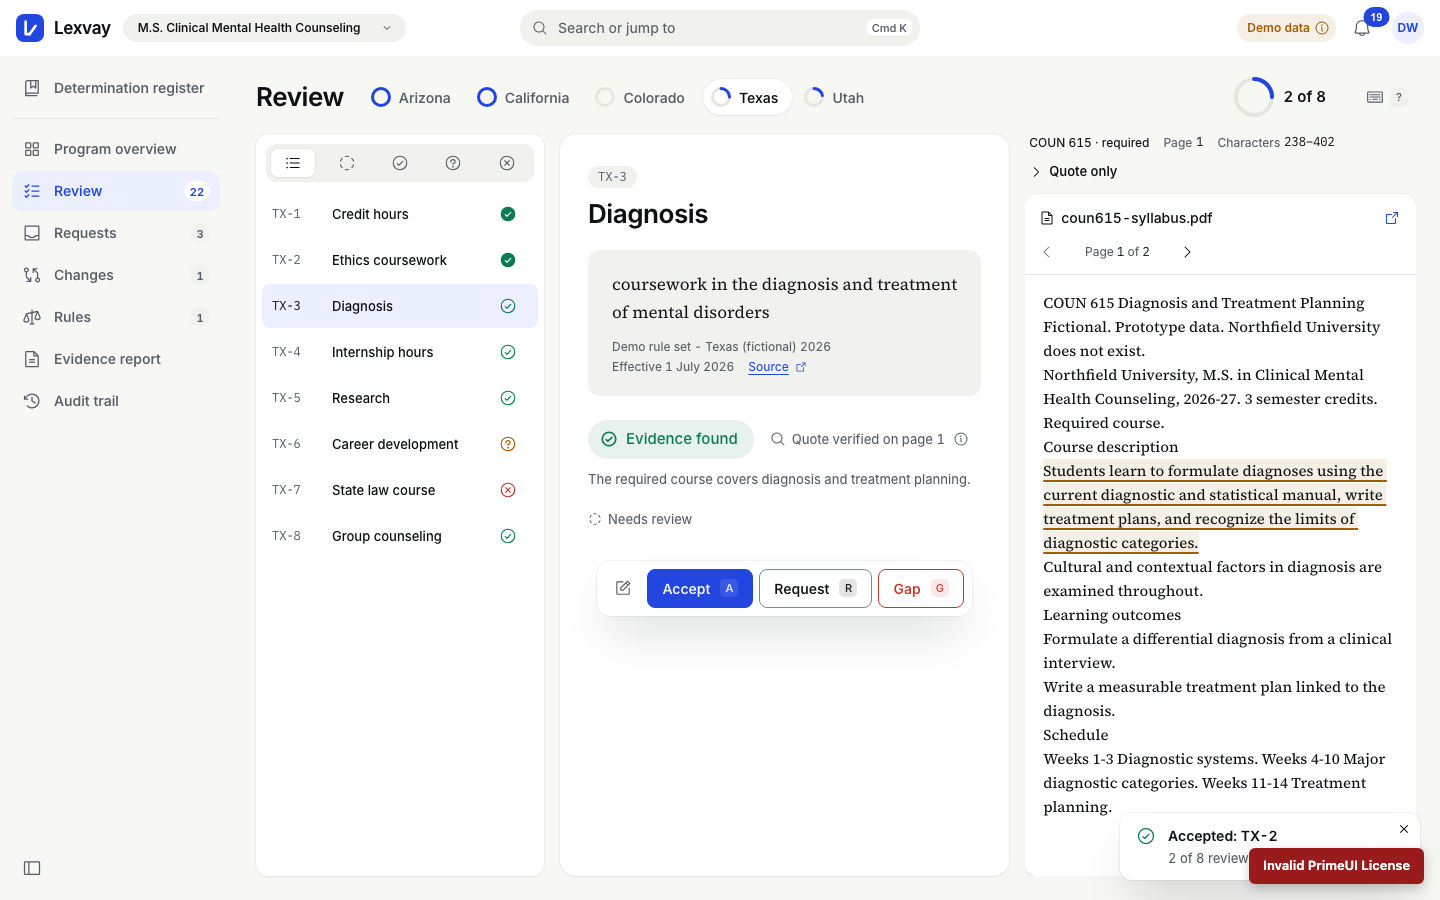 Lexvay
M.S. Clinical Mental Health Counseling
Search or jump to
Cmd K
Demo data
19
DW
Determination register
Program overview
Review
22
Requests
3
Changes
1
Rules
1
Evidence report
Audit trail
Review
Arizona
California
Colorado
Texas
Utah
2 of 8
?
TX-1 Credit hours
TX-2 Ethics coursework
TX-3 Diagnosis
TX-4 Internship hours
TX-5 Research
TX-6 Career development
TX-7 State law course
TX-8 Group counseling
TX-3
Diagnosis
coursework in the diagnosis and treatment
of mental disorders
Demo rule set - Texas (fictional) 2026
Effective 1 July 2026 Source
Evidence found
Quote verified on page 1
The required course covers diagnosis and treatment planning.
Needs review
Accept A
Request R
Gap G
COUN 615 · required Page 1 Characters 238–402
Quote only
coun615-syllabus.pdf
Page 1 of 2
COUN 615 Diagnosis and Treatment Planning
Fictional. Prototype data. Northfield University
does not exist.
Northfield University, M.S. in Clinical Mental
Health Counseling, 2026-27. 3 semester credits.
Required course.
Course description
Students learn to formulate diagnoses using the
current diagnostic and statistical manual, write
treatment plans, and recognize the limits of
diagnostic categories.
Cultural and contextual factors in diagnosis are
examined throughout.
Learning outcomes
Formulate a differential diagnosis from a clinical
interview.
Write a measurable treatment plan linked to the
diagnosis.
Schedule
Weeks 1-3 Diagnostic systems. Weeks 4-10 Major
diagnostic categories. Weeks 11-14 Treatment
planning.
Accepted: TX-2
2 of 8 review
Invalid PrimeUI License